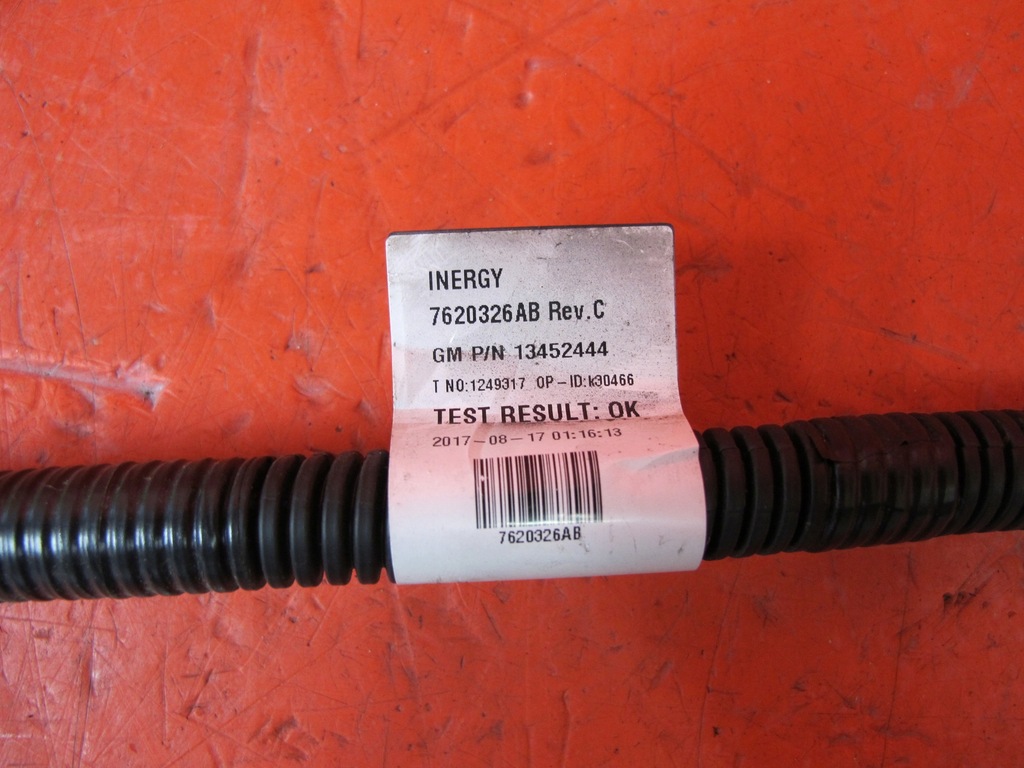 INERGY
7620326AB Rev.C
GM P/N 13452444
T NO:1249317 OP-ID:k30466
TEST RESULT: OK
2017-08-17 01:16:13
7620326AB